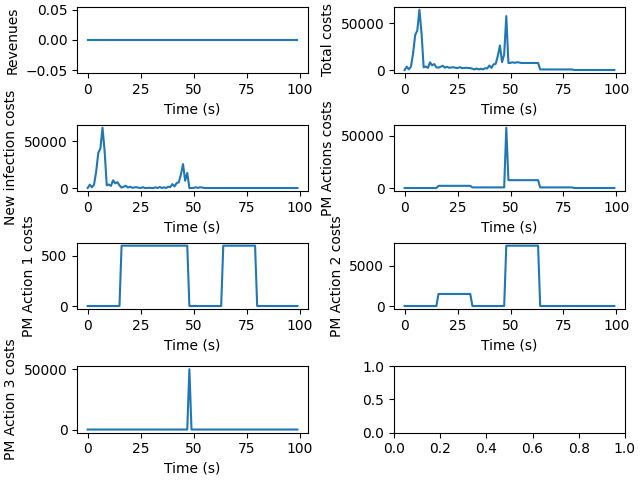 Revenues
0.05
0.00
−0.05
0 25 50 75 100
Time (s)
Total costs
50000
0
0 25 50 75 100
Time (s)
New infection costs
50000
0
0 25 50 75 100
Time (s)
PM Actions costs
50000
0
0 25 50 75 100
Time (s)
PM Action 1 costs
500
0
0 25 50 75 100
Time (s)
PM Action 2 costs
5000
0
0 25 50 75 100
Time (s)
PM Action 3 costs
50000
0
0 25 50 75 100
Time (s)
1.0
0.5
0.0
0.0 0.2 0.4 0.6 0.8 1.0